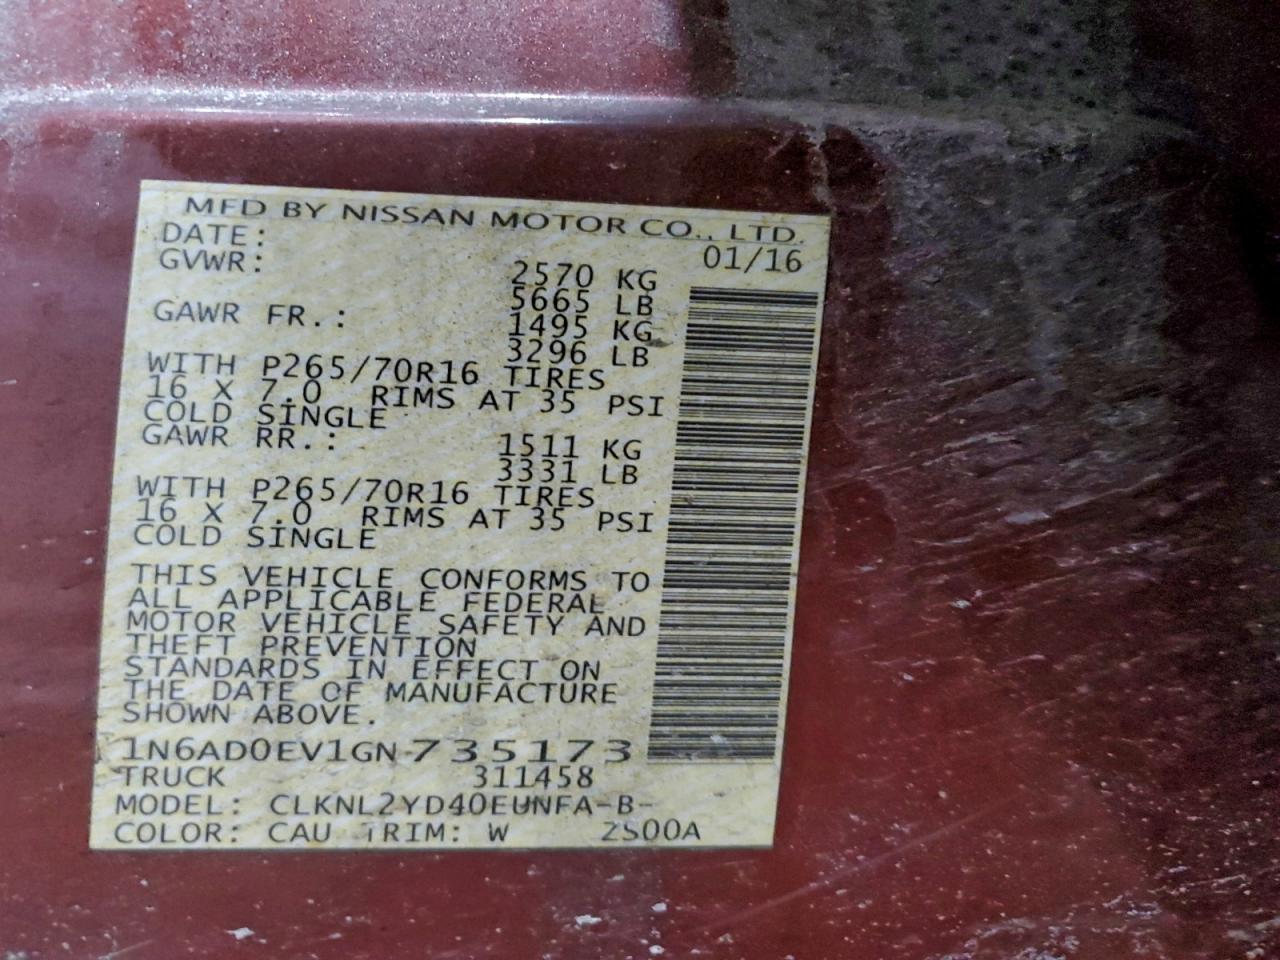 MFD BY NISSAN MOTOR CO., LTD.
DATE: 01/16
GVWR: 2570 KG
5665 LB
GAWR FR.: 1495 KG
3296 LB
WITH P265/70R16 TIRES
16 X 7.0 RIMS AT 35 PSI
COLD SINGLE
GAWR RR.: 1511 KG
3331 LB
WITH P265/70R16 TIRES
16 X 7.0 RIMS AT 35 PSI
COLD SINGLE
THIS VEHICLE CONFORMS TO
ALL APPLICABLE FEDERAL
MOTOR VEHICLE SAFETY AND
THEFT PREVENTION
STANDARDS IN EFFECT ON
THE DATE OF MANUFACTURE
SHOWN ABOVE.
1N6AD0EV1GN-735173
TRUCK 311458
MODEL: CLKNL2YD40EUNFA-B-
COLOR: CAU TRIM: W 2S00A